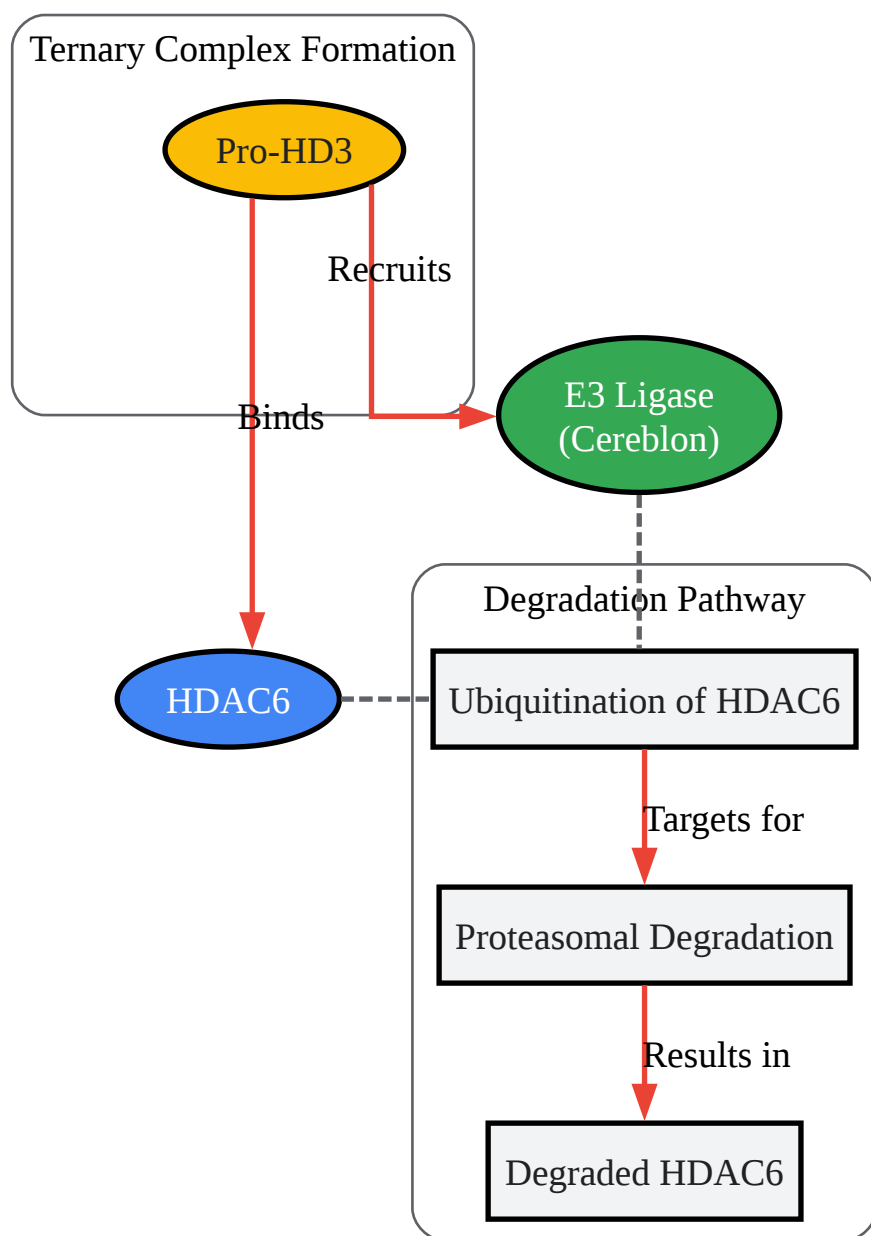 Ternary Complex Formation
Pro-HD3
Recruits
Binds
E3 Ligase
(Cereblon)
Degradation Pathway
HDAC6
Ubiquitination of HDAC6
Targets for
Proteasomal Degradation
Results in
Degraded HDAC6